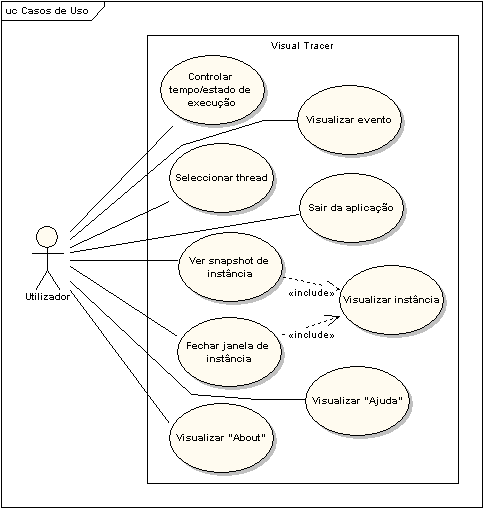 uc Casos de Uso
Visual Tracer
Controlar
tempo/estado de
execução
Visualizar evento
Seleccionar thread
Sair da aplicação
Ver snapshot de
instância
«include»
Visualizar instância
Utilizador
«include»
Fechar janela de
instância
Visualizar "Ajuda"
Visualizar "About"